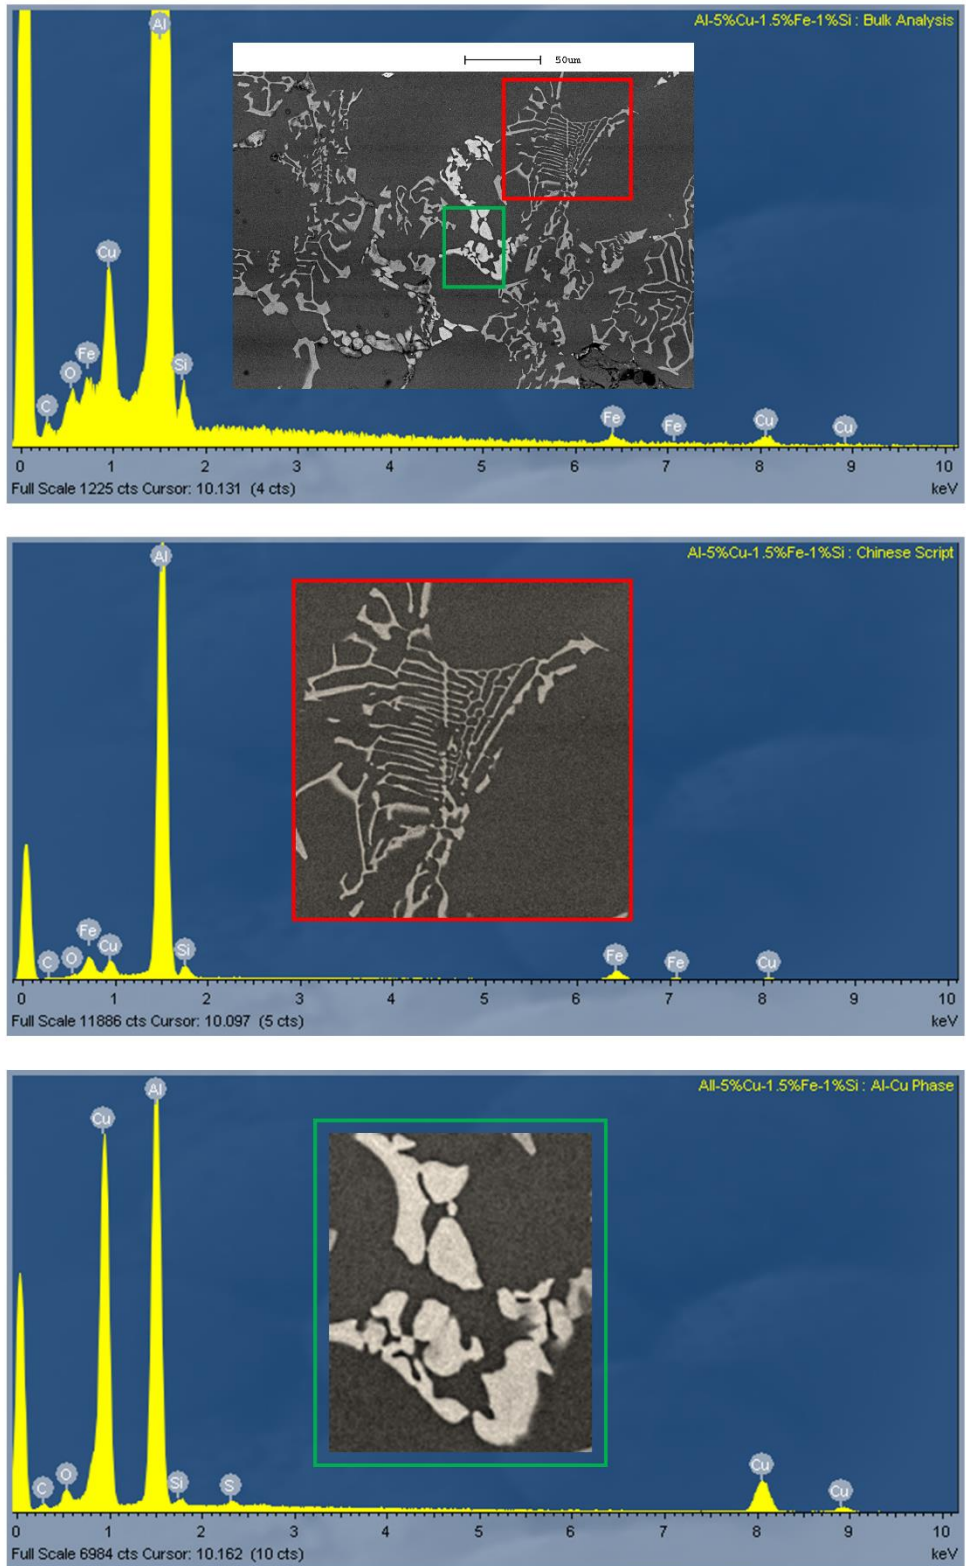 Al-5%Cu-1.5%Fe-1%Si : Bulk Analysis
Al
50um
Cu
Fe
O
Si
C
Fe
Fe
Cu
Cu
0 1 2 3 4 5 6 7 8 9 10
Full Scale 1225 cts Cursor: 10.131 (4 cts)
keV
Al-5%Cu-1.5%Fe-1%Si : Chinese Script
Al
Fe
C
O
Cu
Si
Fe
Fe
Cu
0 1 2 3 4 5 6 7 8 9 10
Full Scale 11886 cts Cursor: 10.097 (5 cts)
keV
All-5%Cu-1.5%Fe-1%Si : Al-Cu Phase
Al
Cu
C
O
Si
S
Cu
Cu
0 1 2 3 4 5 6 7 8 9 10
Full Scale 6984 cts Cursor: 10.162 (10 cts)
keV